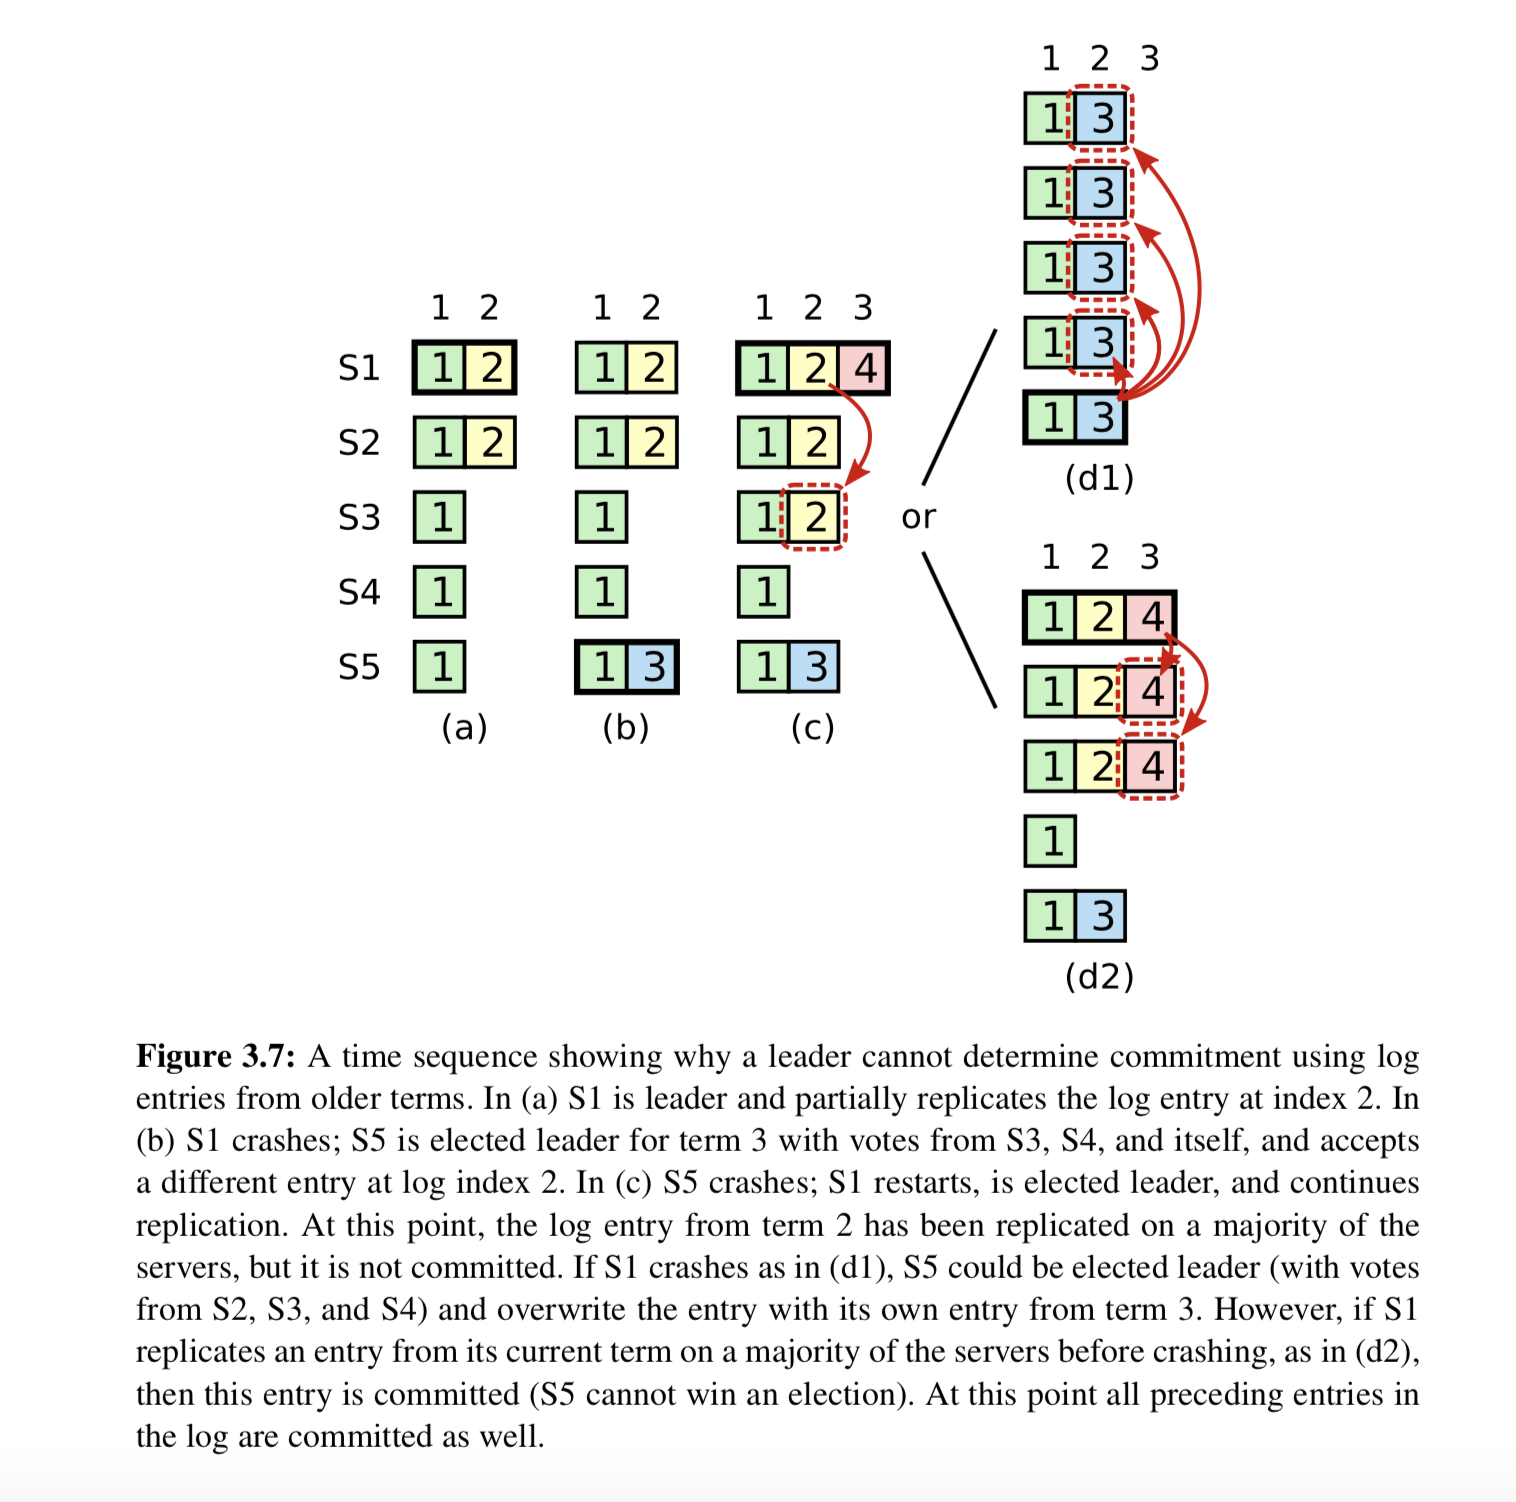 1 2 3
1 3
1 3
1 3
1 3
1 3
(d1)
1 2
S1 1 2
S2 1 2
S3 1
S4 1
S5 1
(a)
1 2
1 2
1 2
1
1
1 3
(b)
1 2 3
1 2 4
1 2
1 2
1
1 3
(c)
or
1 2 3
1 2 4
1 2 4
1 2 4
1
1 3
(d2)
Figure 3.7: A time sequence showing why a leader cannot determine commitment using log
entries from older terms. In (a) S1 is leader and partially replicates the log entry at index 2. In
(b) S1 crashes; S5 is elected leader for term 3 with votes from S3, S4, and itself, and accepts
a different entry at log index 2. In (c) S5 crashes; S1 restarts, is elected leader, and continues
replication. At this point, the log entry from term 2 has been replicated on a majority of the
servers, but it is not committed. If S1 crashes as in (d1), S5 could be elected leader (with votes
from S2, S3, and S4) and overwrite the entry with its own entry from term 3. However, if S1
replicates an entry from its current term on a majority of the servers before crashing, as in (d2),
then this entry is committed (S5 cannot win an election). At this point all preceding entries in
the log are committed as well.